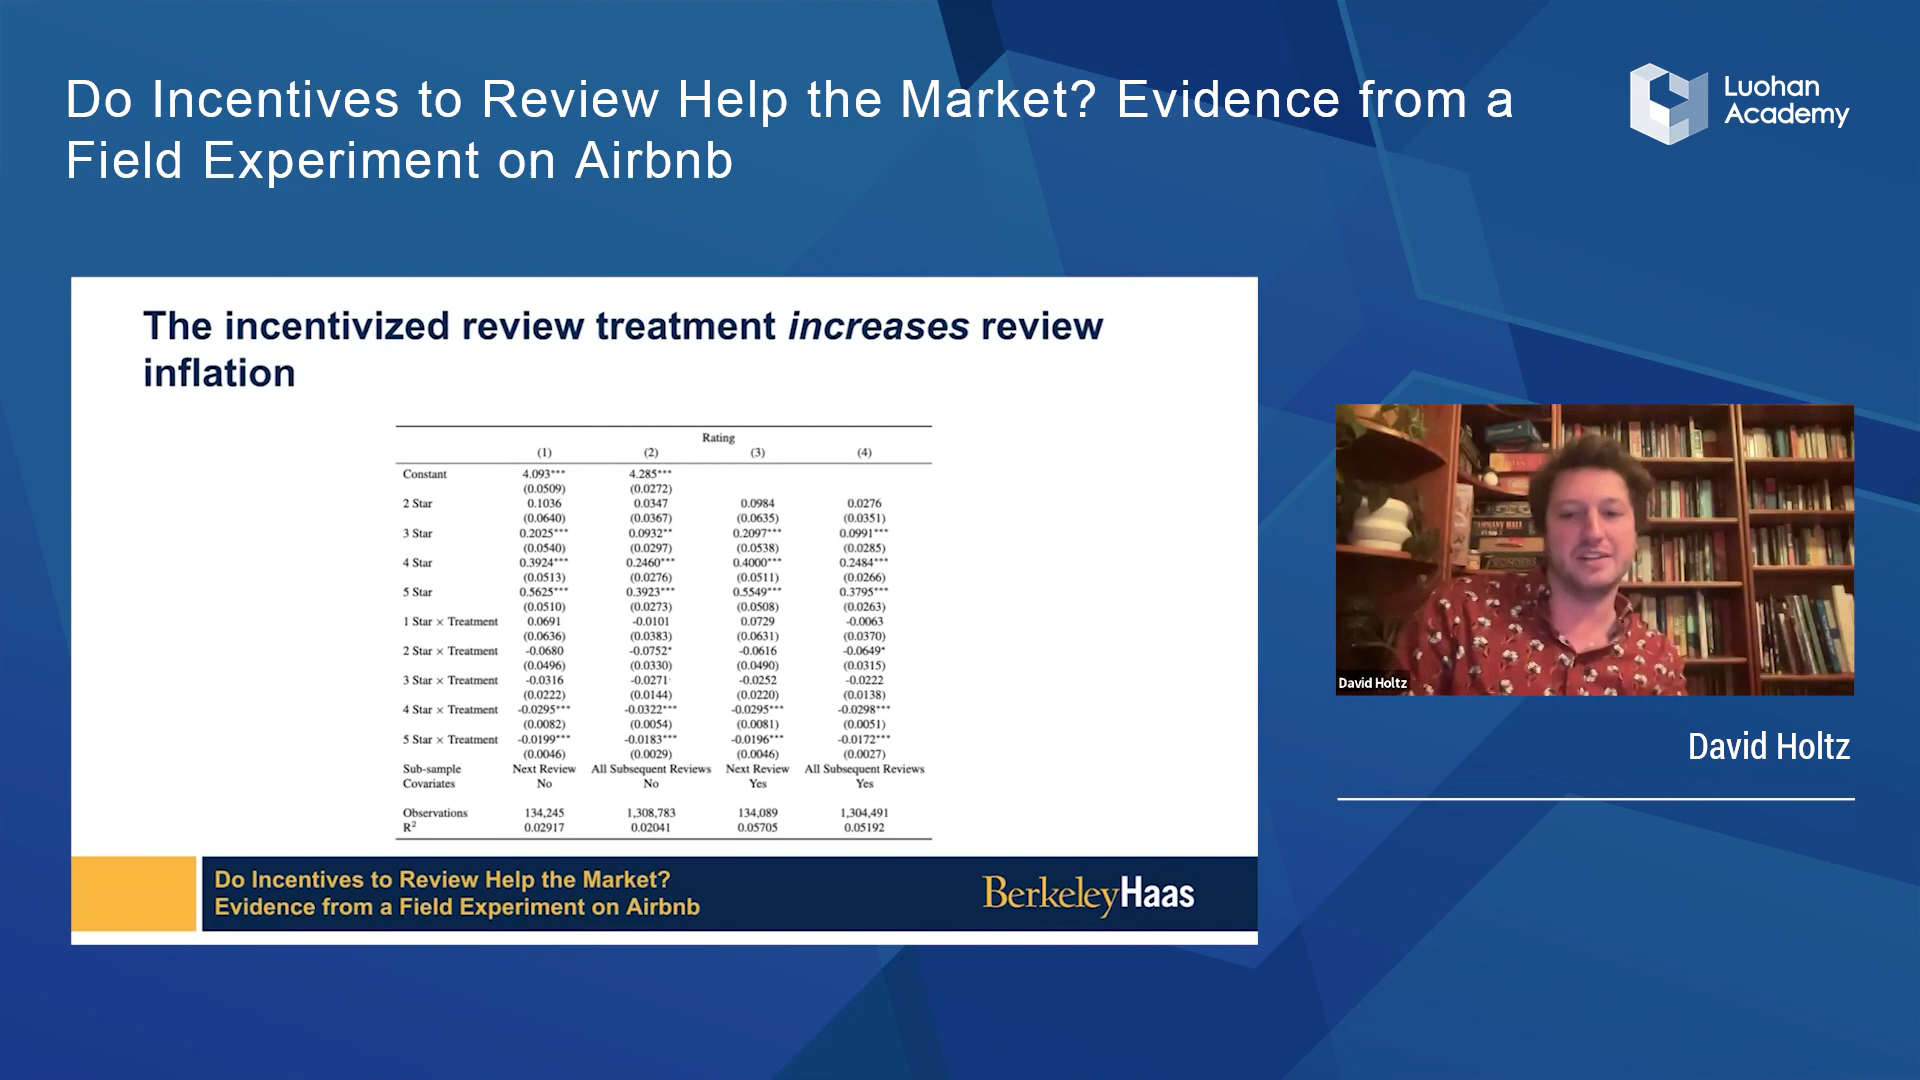 Do Incentives to Review Help the Market? Evidence from a
Field Experiment on Airbnb
Luohan
Academy
The incentivized review treatment increases review
inflation
Rating
(1) (2) (3) (4)
Constant 4.093*** 4.285***
(0.0509) (0.0272)
2 Star 0.1036 0.0347 0.0984 0.0276
(0.0640) (0.0367) (0.0635) (0.0351)
3 Star 0.2025*** 0.0932** 0.2097*** 0.0991***
(0.0540) (0.0297) (0.0538) (0.0285)
4 Star 0.3924*** 0.2460*** 0.4000*** 0.2484***
(0.0513) (0.0276) (0.0511) (0.0266)
5 Star 0.5625*** 0.3923*** 0.5549*** 0.3795***
(0.0510) (0.0273) (0.0508) (0.0263)
1 Star × Treatment 0.0691 -0.0101 0.0729 -0.0063
(0.0636) (0.0383) (0.0631) (0.0370)
2 Star × Treatment -0.0680 -0.0752* -0.0616 -0.0649*
(0.0496) (0.0330) (0.0490) (0.0315)
3 Star × Treatment -0.0316 -0.0271· -0.0252 -0.0222
(0.0222) (0.0144) (0.0220) (0.0138)
4 Star × Treatment -0.0295*** -0.0322*** -0.0295*** -0.0298***
(0.0082) (0.0054) (0.0081) (0.0051)
5 Star × Treatment -0.0199*** -0.0183*** -0.0196*** -0.0172***
(0.0046) (0.0029) (0.0046) (0.0027)
Sub-sample Next Review All Subsequent Reviews Next Review All Subsequent Reviews
Covariates No No Yes Yes
Observations 134,245 1,308,783 134,089 1,304,491
R² 0.02917 0.02041 0.05705 0.05192
Do Incentives to Review Help the Market?
Evidence from a Field Experiment on Airbnb
BerkeleyHaas
David Holtz
David Holtz